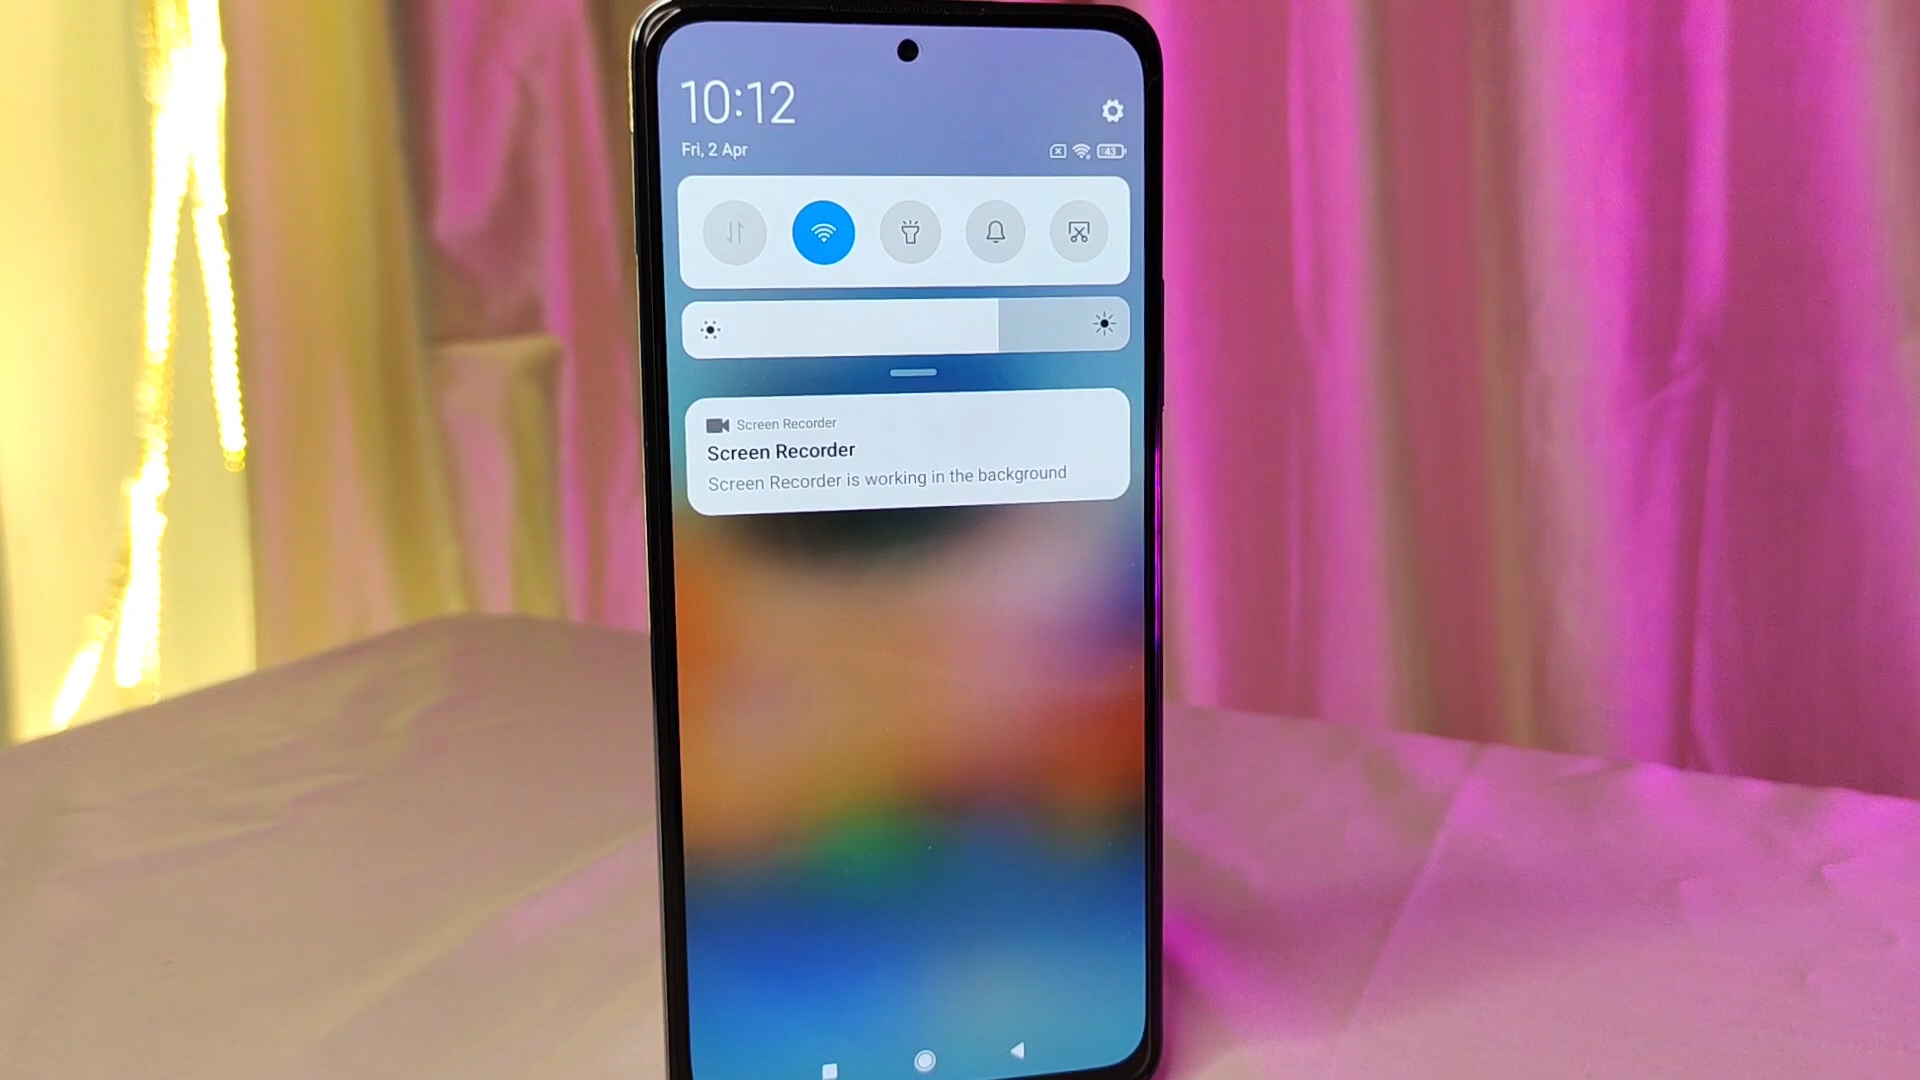 10:12
Fri, 2 Apr
43
Screen Recorder
Screen Recorder
Screen Recorder is working in the background